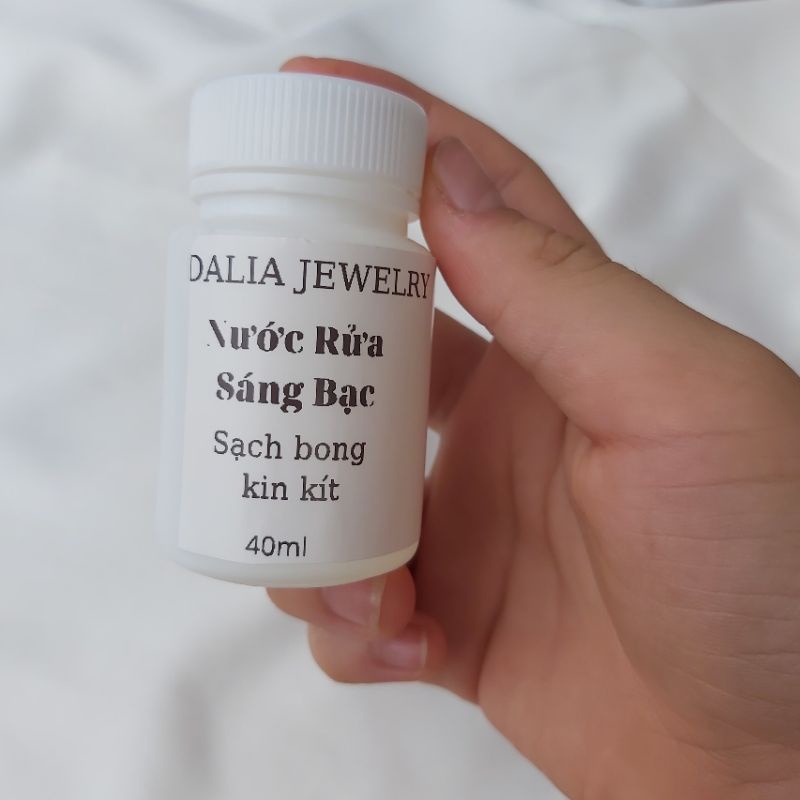 DALIA JEWELRY
Nước Rửa
Sáng Bạc
Sạch bong
kin kít
40ml